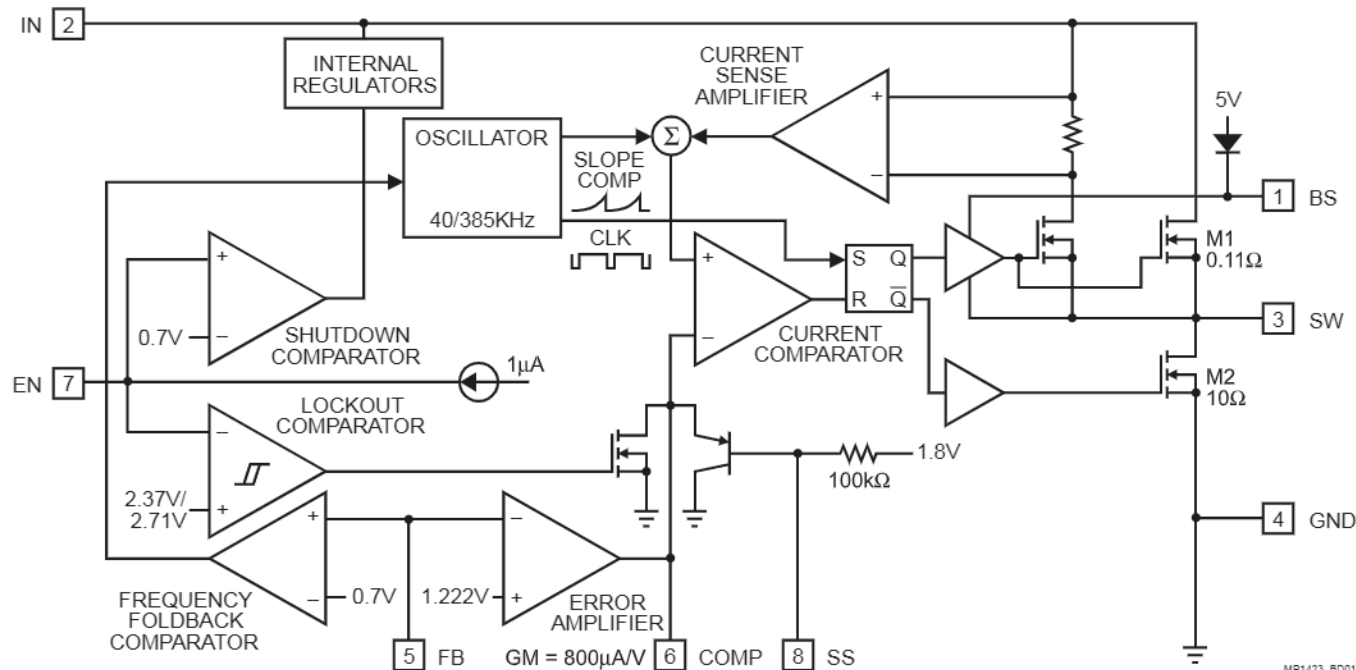 IN 2
INTERNAL
REGULATORS
CURRENT
SENSE
AMPLIFIER
+
–
5V
OSCILLATOR
40/385KHz
Σ
SLOPE
COMP
CLK
1 BS
M1
0.11Ω
+
–
0.7V
SHUTDOWN
COMPARATOR
+
–
CURRENT
COMPARATOR
S Q
R Q̅
3 SW
EN 7
1µA
LOCKOUT
COMPARATOR
–
+
2.37V/
2.71V
M2
10Ω
1.8V
100kΩ
4 GND
+
–
0.7V
FREQUENCY
FOLDBACK
COMPARATOR
–
+
1.222V
ERROR
AMPLIFIER
5 FB
GM = 800µA/V
6 COMP
8 SS
MP1423_BD01